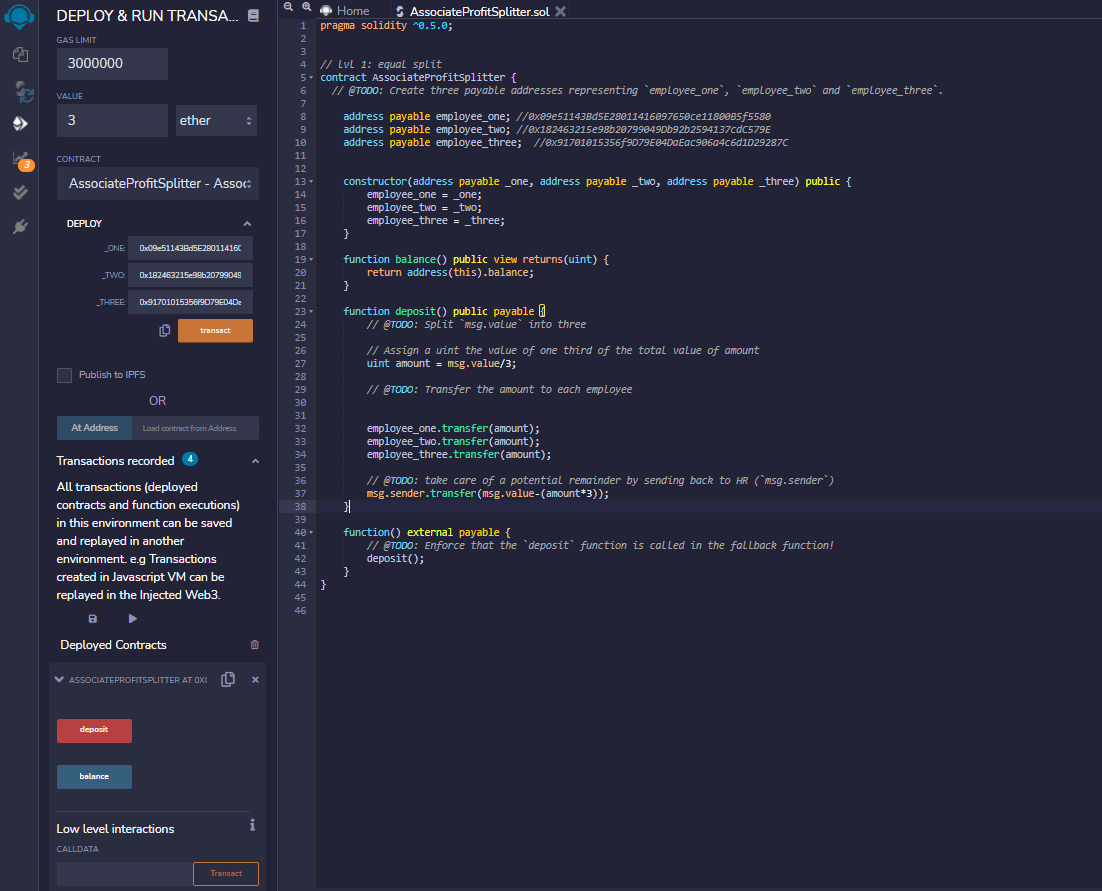 DEPLOY & RUN TRANSA...
GAS LIMIT
3000000
VALUE
3
ether
CONTRACT
AssociateProfitSplitter - Assoc
DEPLOY
_ONE: 0x09e51143Bd5E280114160
_TWO: 0x182463215e98b20799049
_THREE: 0x91701015356f9D79E04Da
transact
Publish to IPFS
OR
At Address
Load contract from Address
Transactions recorded 4
All transactions (deployed
contracts and function executions)
in this environment can be saved
and replayed in another
environment. e.g Transactions
created in Javascript VM can be
replayed in the Injected Web3.
Deployed Contracts
ASSOCIATEPROFITSPLITTER AT 0X(
deposit
balance
Low level interactions
i
CALLDATA
Transact
3
Home
AssociateProfitSplitter.sol
1 pragma solidity ^0.5.0;
2
3
4 // lvl 1: equal split
5 contract AssociateProfitSplitter {
6 // @TODO: Create three payable addresses representing `employee_one`, `employee_two` and `employee_three`.
7
8 address payable employee_one; //0x09e51143Bd5E28011416097650ce118008Sf5580
9 address payable employee_two; //0x182463215e98b20799049Db92b2594137cdC579E
10 address payable employee_three; //0x91701015356f9D79E04DaEac906a4c6d1D29287C
11
12
13 constructor(address payable _one, address payable _two, address payable _three) public {
14 employee_one = _one;
15 employee_two = _two;
16 employee_three = _three;
17 }
18
19 function balance() public view returns(uint) {
20 return address(this).balance;
21 }
22
23 function deposit() public payable {
24 // @TODO: Split `msg.value` into three
25
26 // Assign a uint the value of one third of the total value of amount
27 uint amount = msg.value/3;
28
29 // @TODO: Transfer the amount to each employee
30
31
32 employee_one.transfer(amount);
33 employee_two.transfer(amount);
34 employee_three.transfer(amount);
35
36 // @TODO: take care of a potential remainder by sending back to HR (`msg.sender`)
37 msg.sender.transfer(msg.value-(amount*3));
38 }
39
40 function() external payable {
41 // @TODO: Enforce that the `deposit` function is called in the fallback function!
42 deposit();
43 }
44 }
45
46